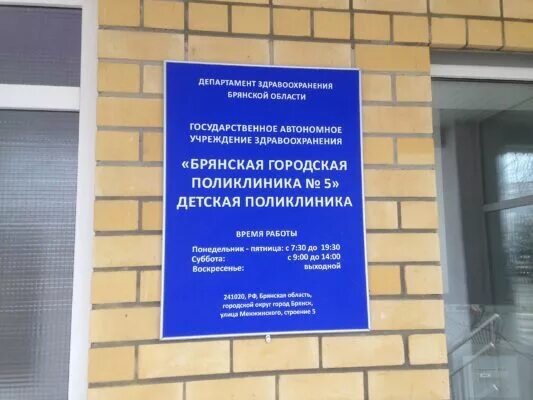 ДЕПАРТАМЕНТ ЗДРАВООХРАНЕНИЯ
БРЯНСКОЙ ОБЛАСТИ
ГОСУДАРСТВЕННОЕ АВТОНОМНОЕ
УЧРЕЖДЕНИЕ ЗДРАВООХРАНЕНИЯ
«БРЯНСКАЯ ГОРОДСКАЯ
ПОЛИКЛИНИКА № 5»
ДЕТСКАЯ ПОЛИКЛИНИКА
ВРЕМЯ РАБОТЫ
Понедельник - пятница: с 7:30 до 19:30
Суббота: с 9:00 до 14:00
Воскресенье: выходной
241020, РФ, Брянская область,
городской округ город Брянск,
улица Менжинского, строение 5